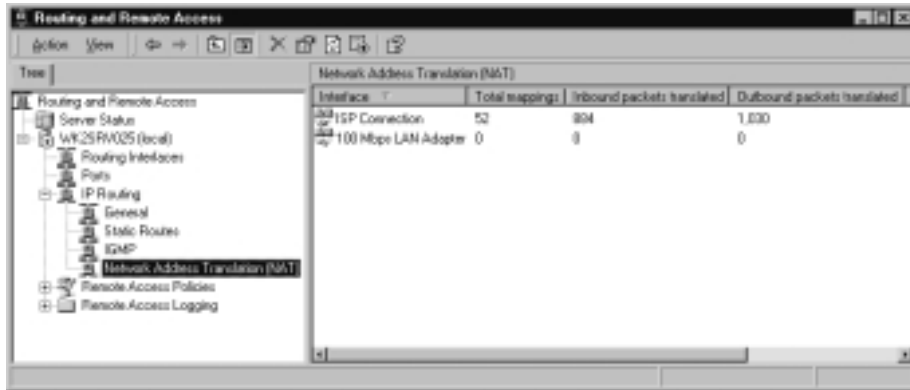 Routing and Remote Access
Action View
Tree
Network Address Translation (NAT)
Interface Total mappings Inbound packets translated Outbound packets translated
ISP Connection 52 884 1,030
100 Mbps LAN Adapter 0 0 0
Routing and Remote Access
Server Status
WK2SRV025 (local)
Routing Interfaces
Ports
IP Routing
General
Static Routes
IGMP
Network Address Translation (NAT)
Remote Access Policies
Remote Access Logging